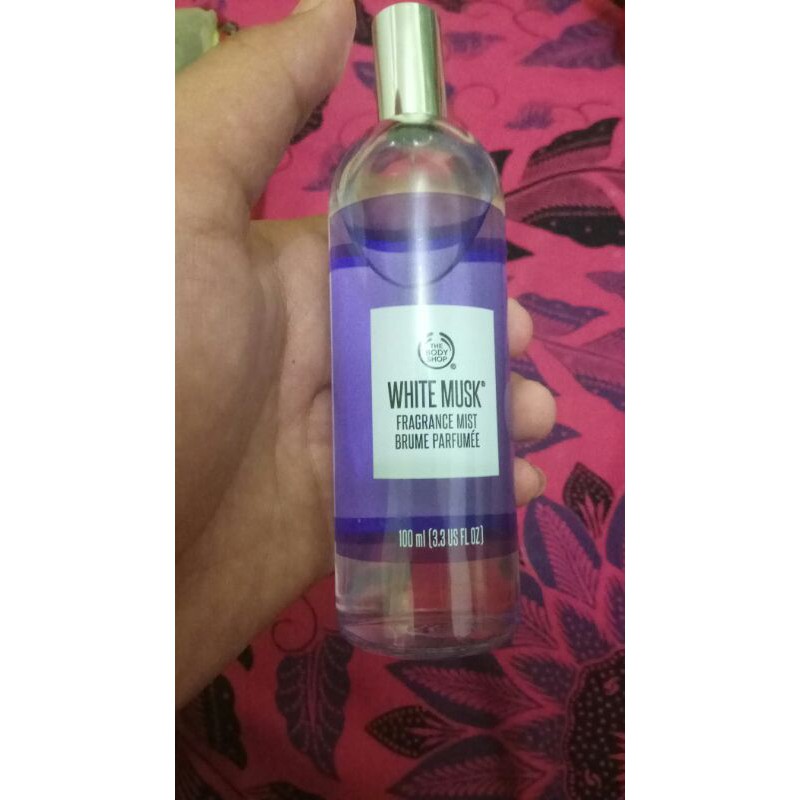 THE
BODY
SHOP
®
WHITE MUSK®
FRAGRANCE MIST
BRUME PARFUMÉE
100 ml (3.3 US FL OZ)